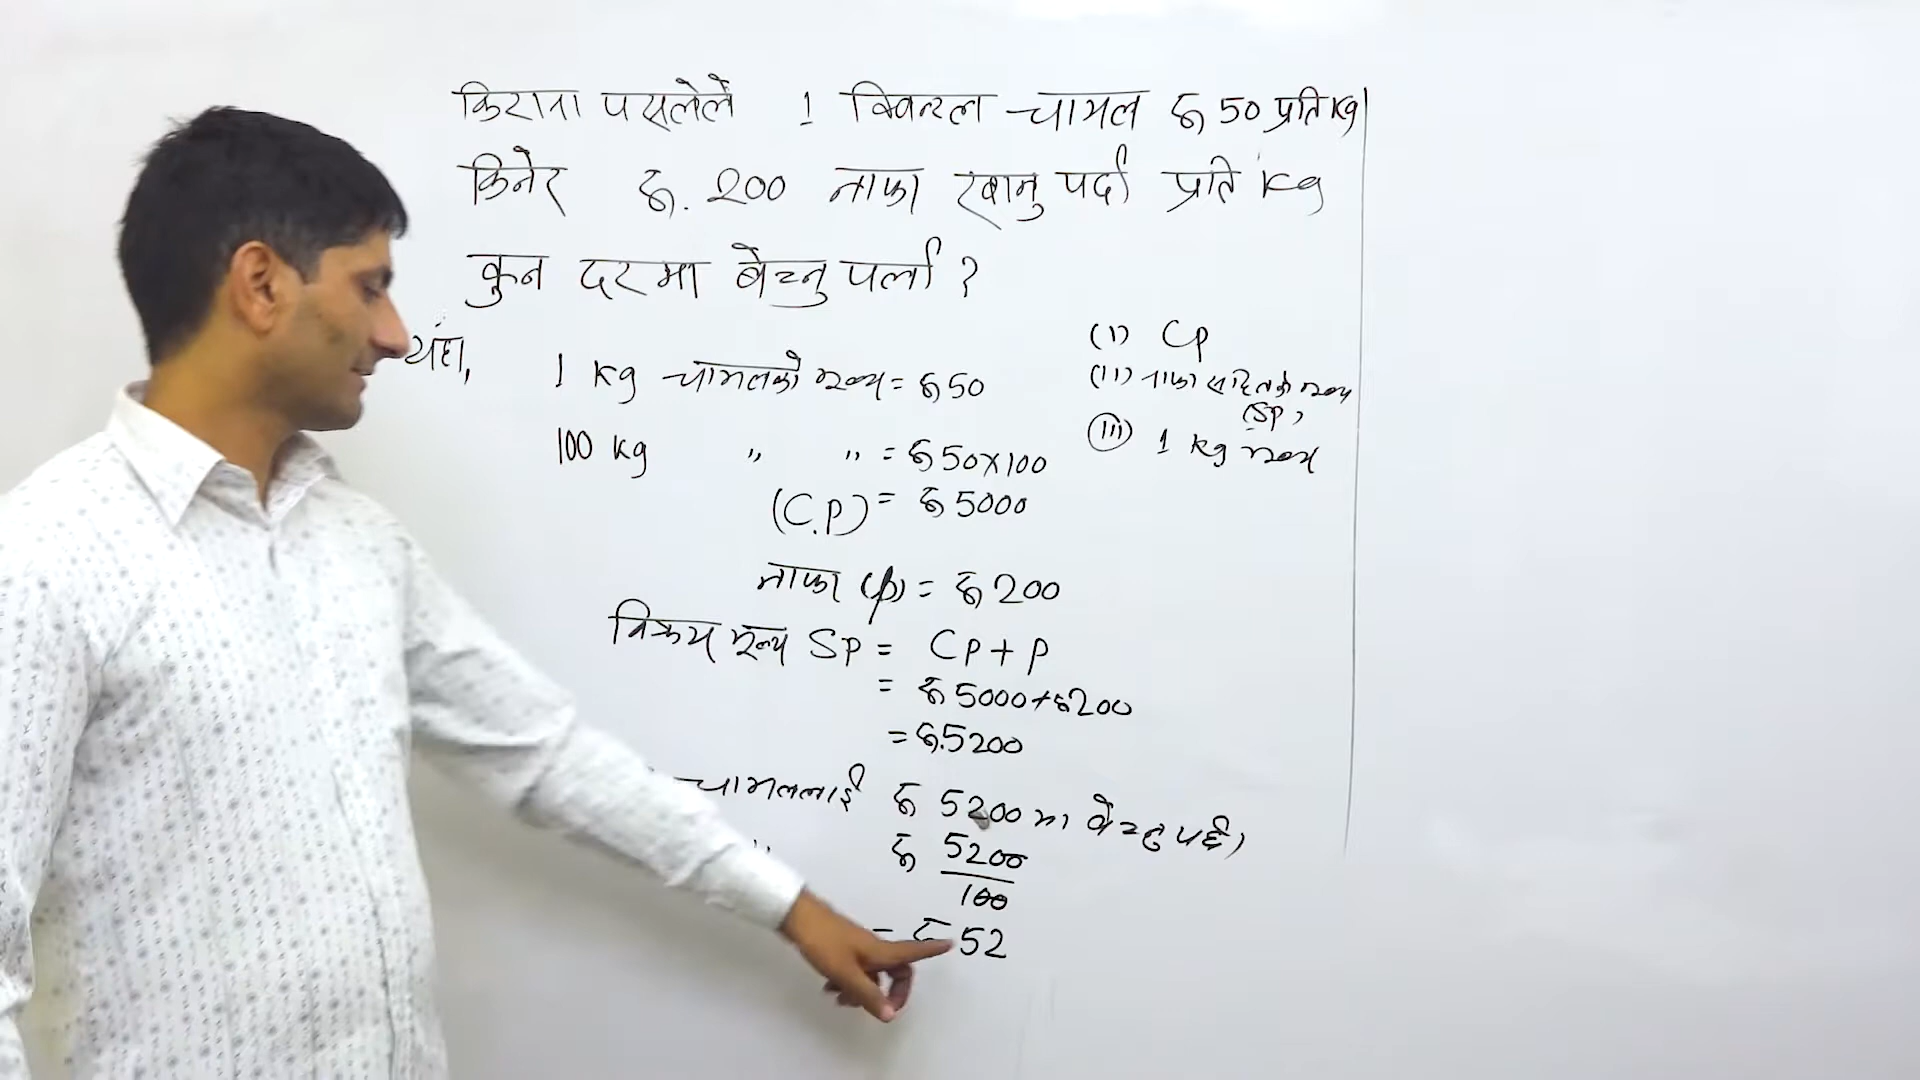 किराना पसलेले 1 क्विन्टल चामल रु 50 प्रति kg
किनेर रु. 200 नाफा खानु पर्दा प्रति kg
कुन दरमा बेच्नु पर्ला ?
यहाँ,
1 kg चामलको मूल्य = रु 50
100 kg " " = रु 50×100
(C.P) = रु 5000
नाफा (p) = रु 200
विक्रय मूल्य SP = CP + P
= रु 5000 + रु 200
= रु. 5200
चामललाई रु 5200 मा बेच्नु पर्छ।
" रु 5200
100
= रु 52
(i) CP
(ii) नाफा सहितको मूल्य
(SP)
(iii) 1 kg मूल्य